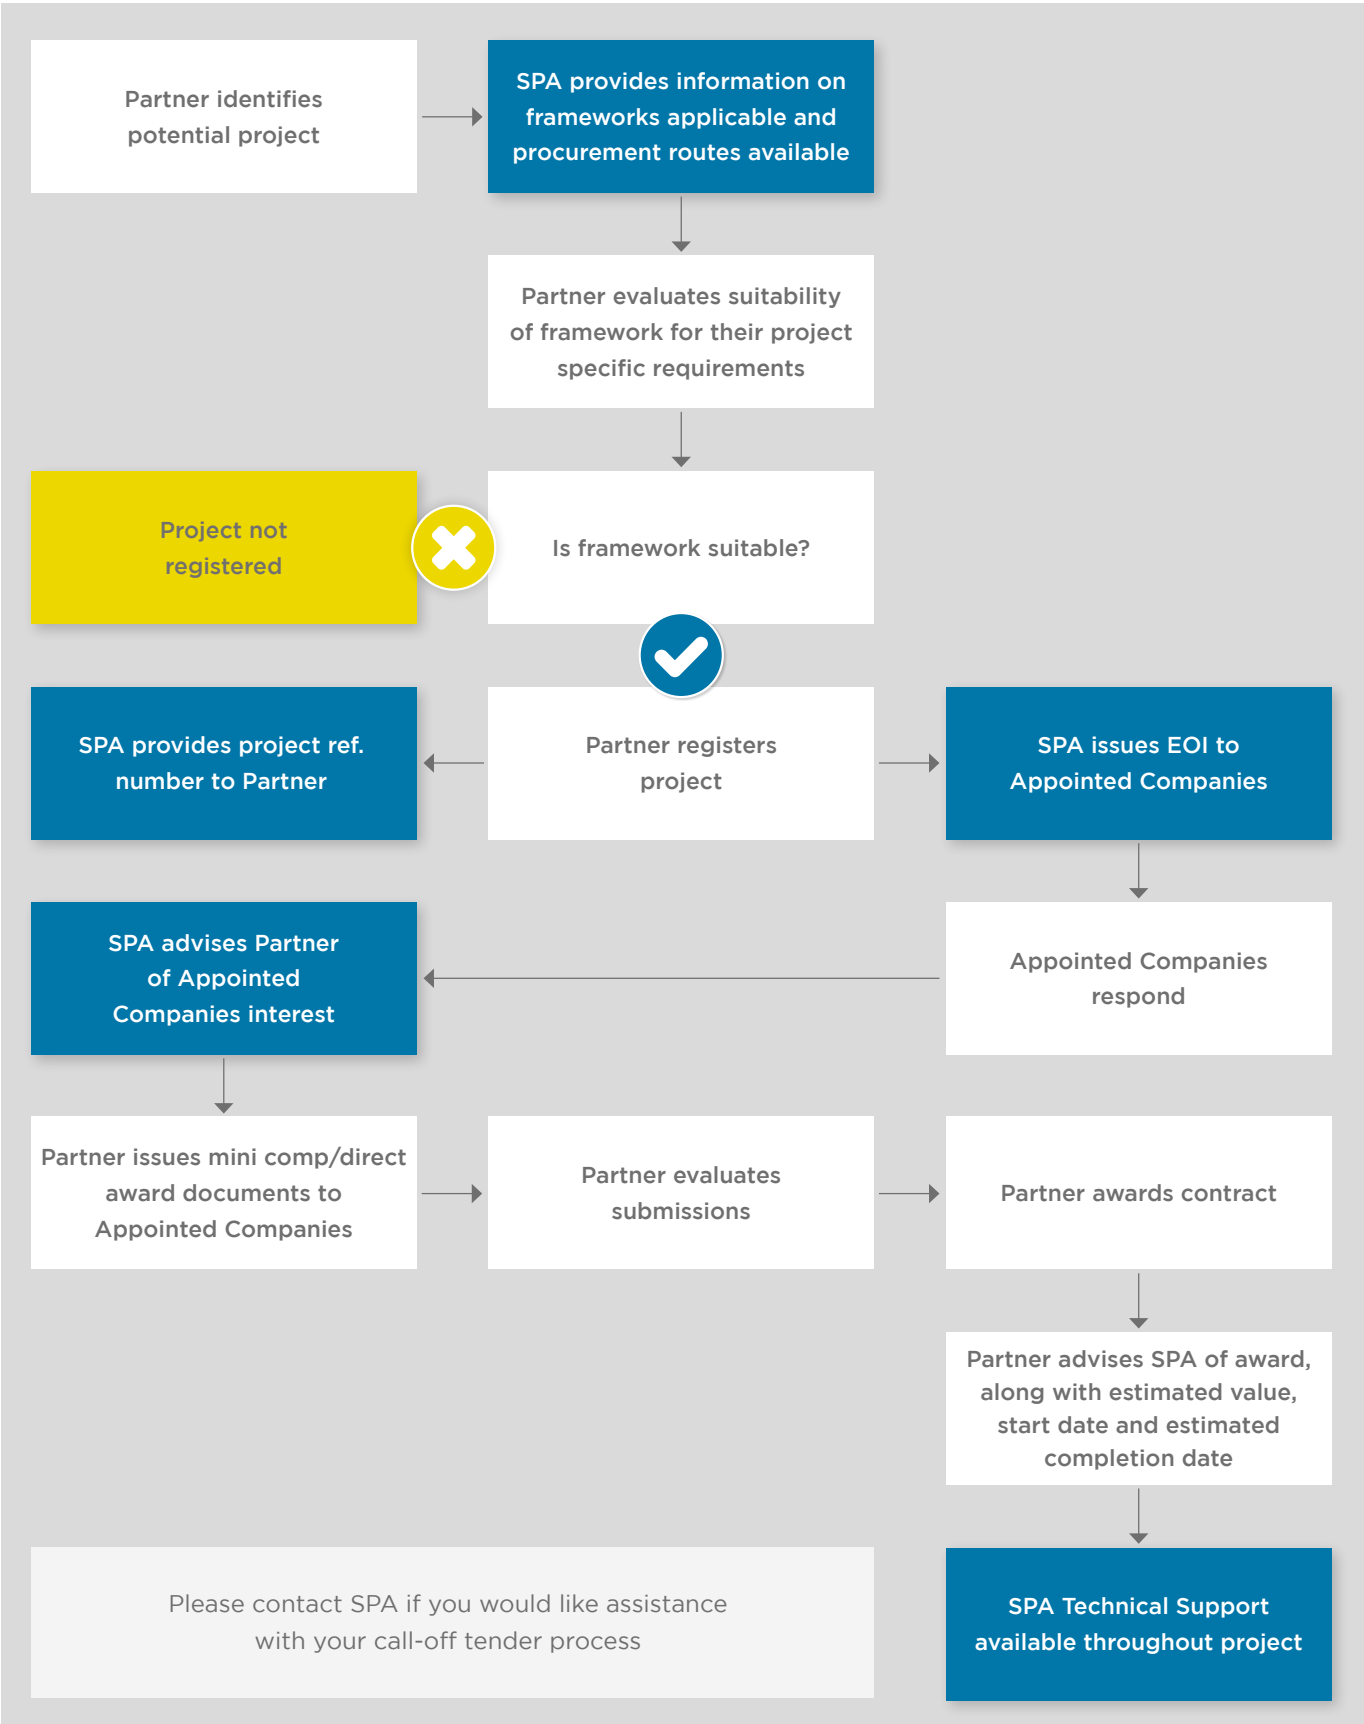 Partner identifies
potential project
SPA provides information on
frameworks applicable and
procurement routes available
Partner evaluates suitability
of framework for their project
specific requirements
Project not
registered
Is framework suitable?
SPA provides project ref.
number to Partner
Partner registers
project
SPA issues EOI to
Appointed Companies
SPA advises Partner
of Appointed
Companies interest
Appointed Companies
respond
Partner issues mini comp/direct
award documents to
Appointed Companies
Partner evaluates
submissions
Partner awards contract
Partner advises SPA of award,
along with estimated value,
start date and estimated
completion date
Please contact SPA if you would like assistance
with your call-off tender process
SPA Technical Support
available throughout project